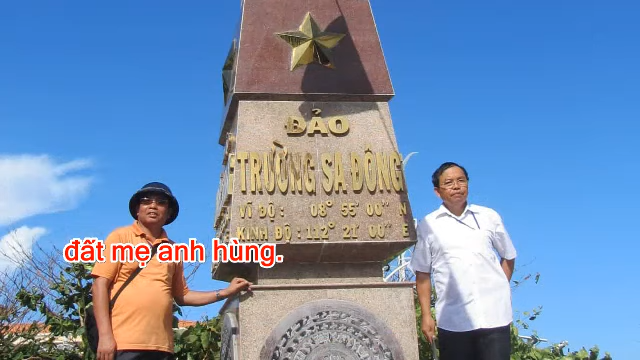 ĐẢO
TRƯỜNG SA ĐÔNG
VĨ ĐỘ : 08° 55' 00" N
KINH ĐỘ : 112° 21' 00" E
đất mẹ anh hùng.